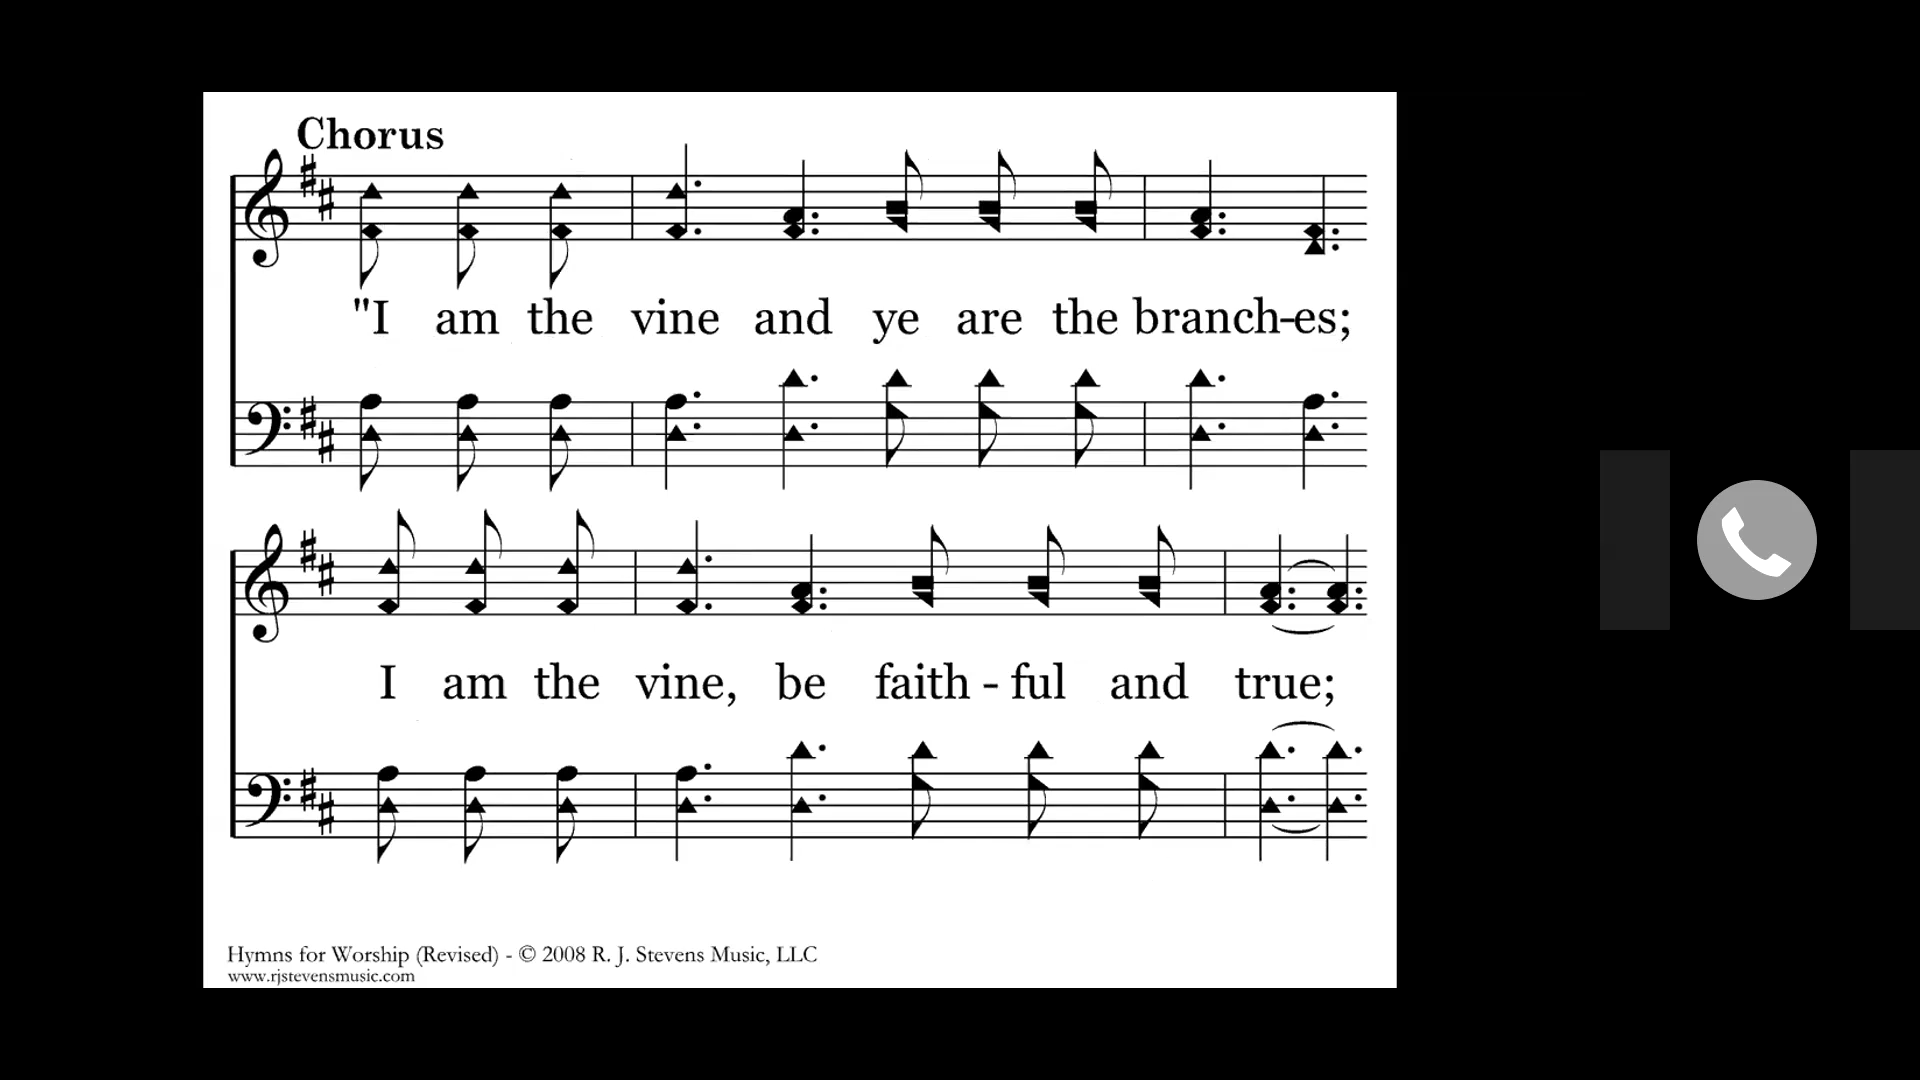 Chorus
"I am the vine and ye are the branch-es;
I am the vine, be faith - ful and true;
Hymns for Worship (Revised) - © 2008 R. J. Stevens Music, LLC
www.rjstevensmusic.com